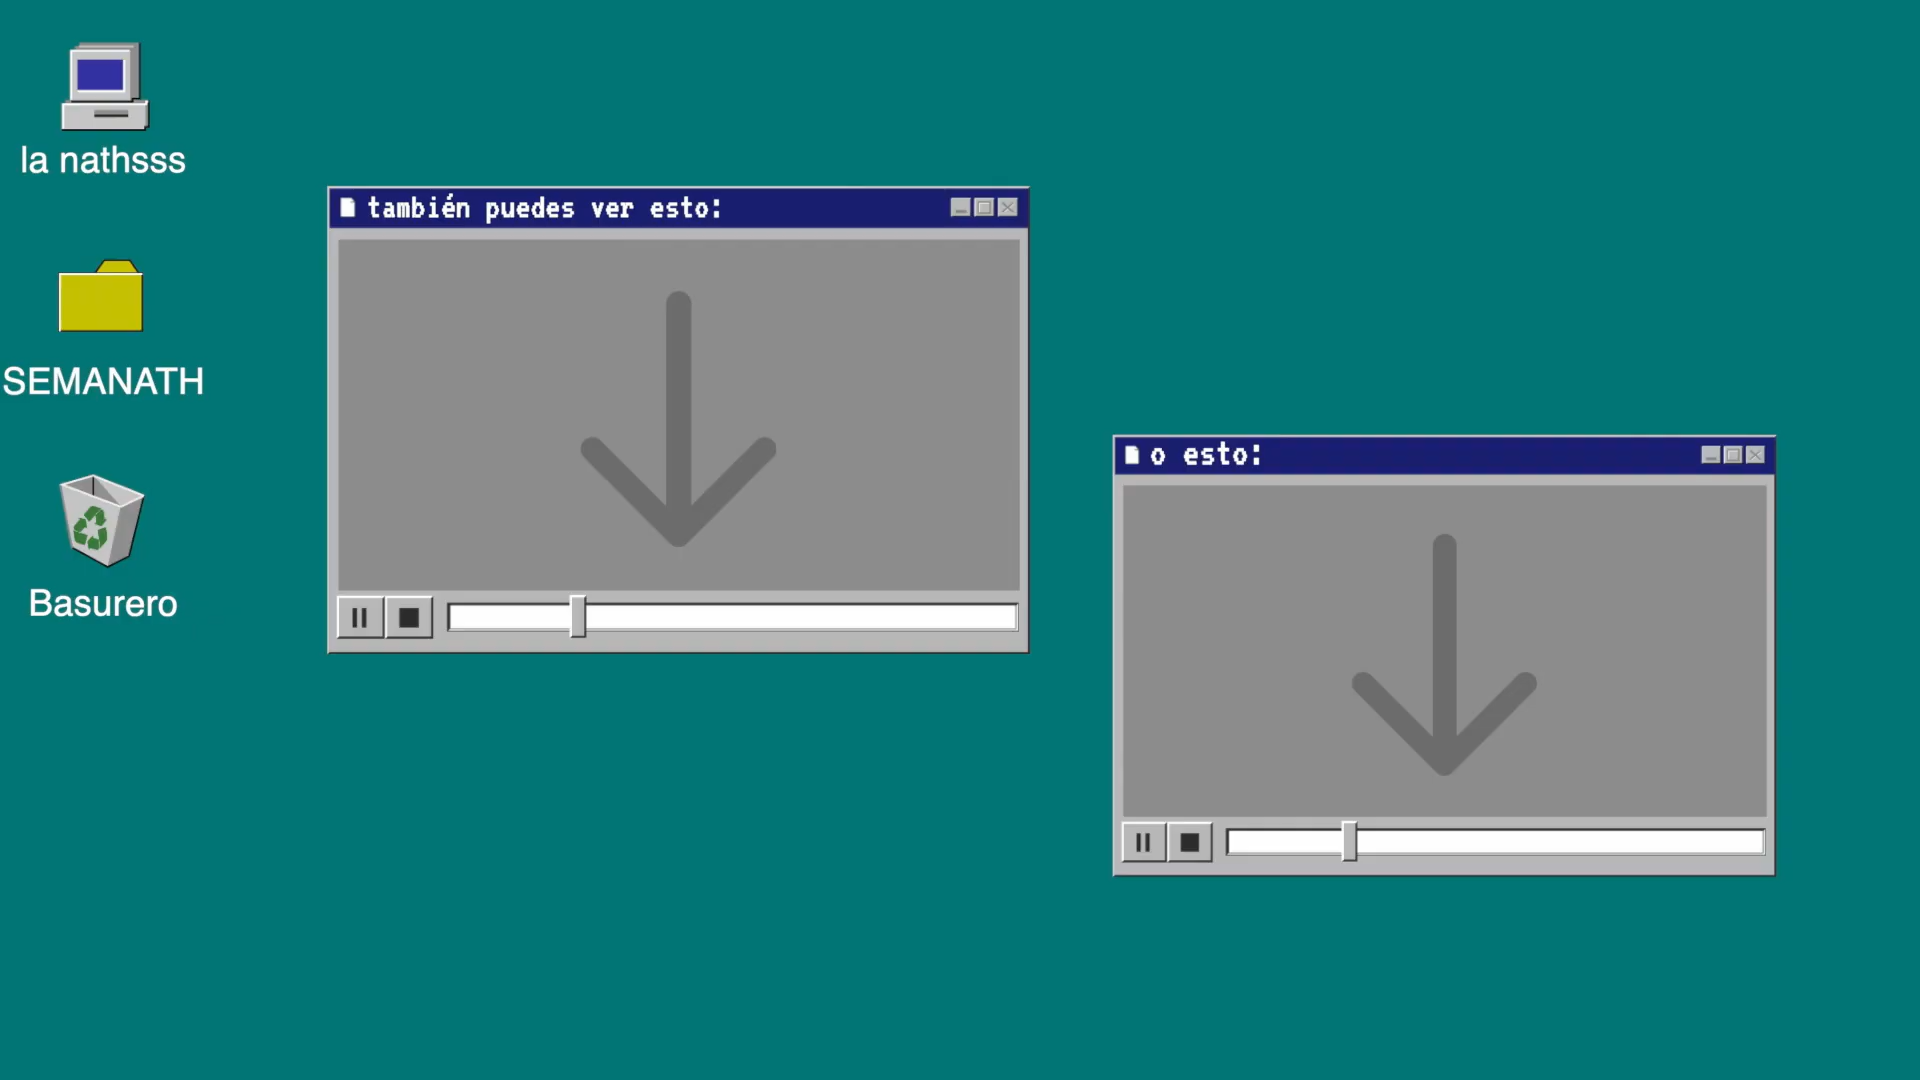 la nathsss
SEMANATH
Basurero
también puedes ver esto:
o esto: